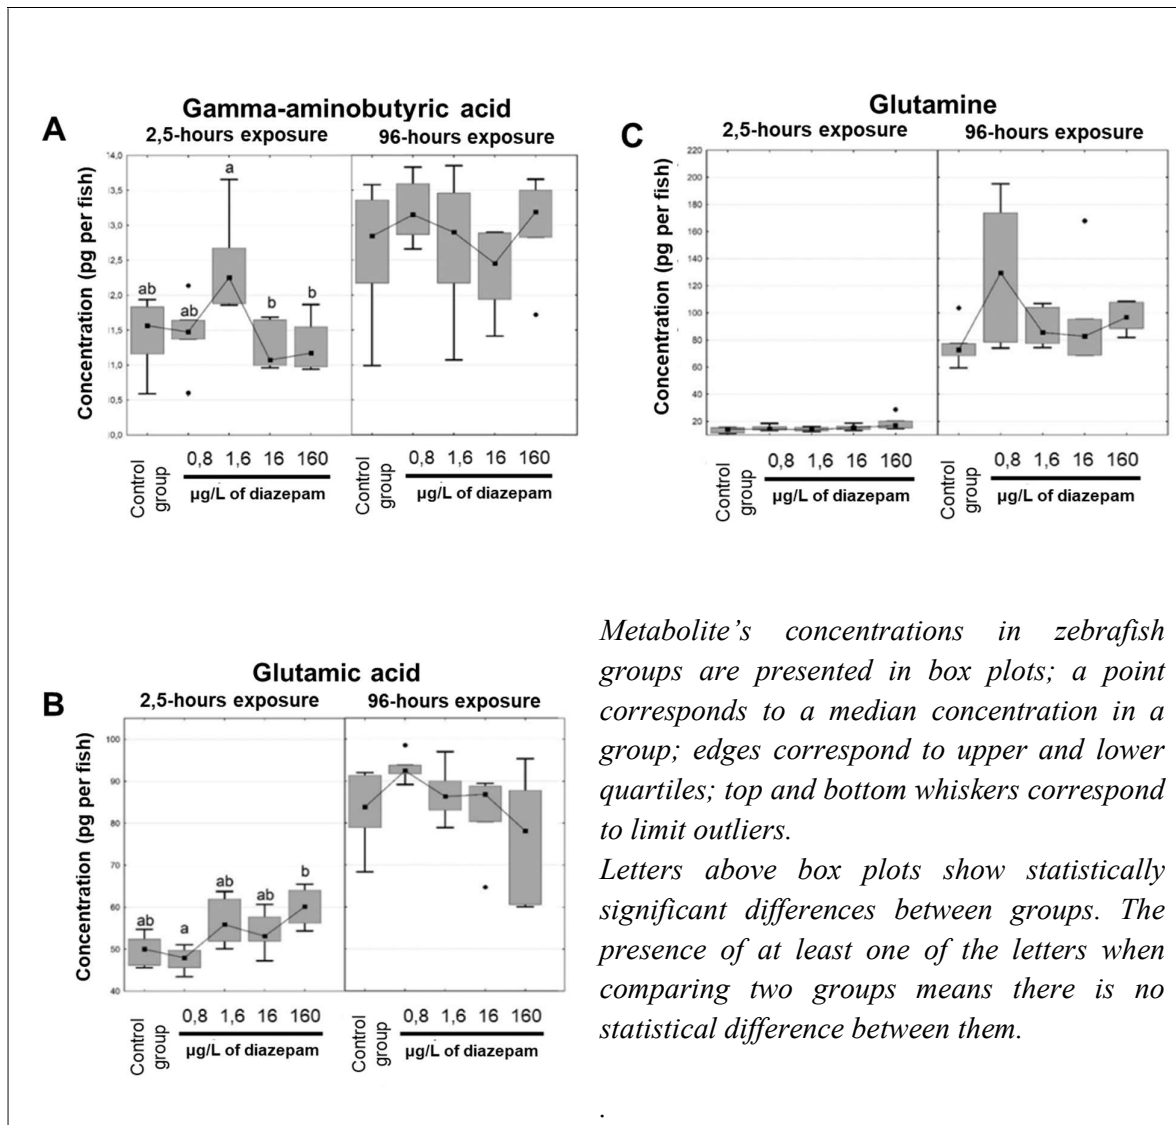 Gamma-aminobutyric acid
A
2,5-hours exposure
96-hours exposure
Concentration (pg per fish)
14,0
13,5
13,0
12,5
12,0
11,5
11,0
10,5
10,0
ab
ab
a
b
b
Control group
0,8
1,6
16
160
µg/L of diazepam
Control group
0,8
1,6
16
160
µg/L of diazepam
Glutamine
C
2,5-hours exposure
96-hours exposure
Concentration (pg per fish)
220
200
180
160
140
120
100
80
60
40
20
Control group
0,8
1,6
16
160
µg/L of diazepam
Control group
0,8
1,6
16
160
µg/L of diazepam
Glutamic acid
B
2,5-hours exposure
96-hours exposure
Concentration (pg per fish)
100
90
80
70
60
50
40
ab
a
ab
ab
b
Control group
0,8
1,6
16
160
µg/L of diazepam
Control group
0,8
1,6
16
160
µg/L of diazepam
Metabolite’s concentrations in zebrafish
groups are presented in box plots; a point
corresponds to a median concentration in a
group; edges correspond to upper and lower
quartiles; top and bottom whiskers correspond
to limit outliers.
Letters above box plots show statistically
significant differences between groups. The
presence of at least one of the letters when
comparing two groups means there is no
statistical difference between them.
.